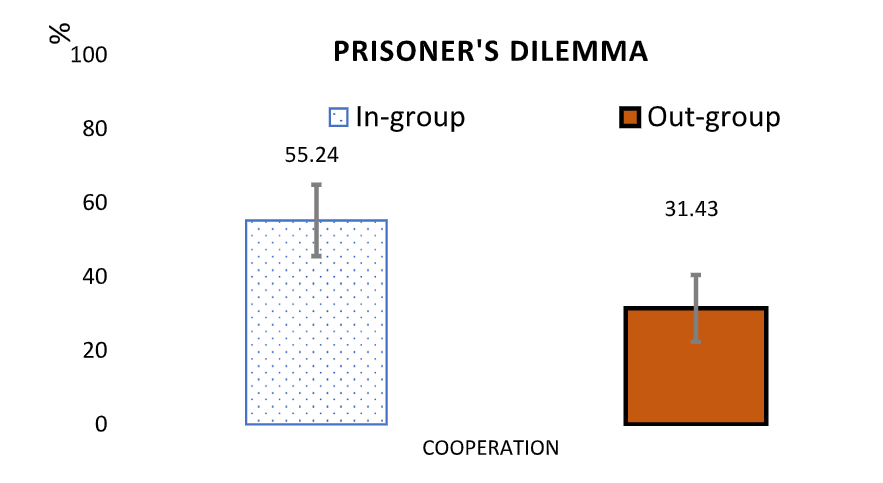 %
100
PRISONER'S DILEMMA
In-group
Out-group
80
55.24
60
31.43
40
20
0
COOPERATION